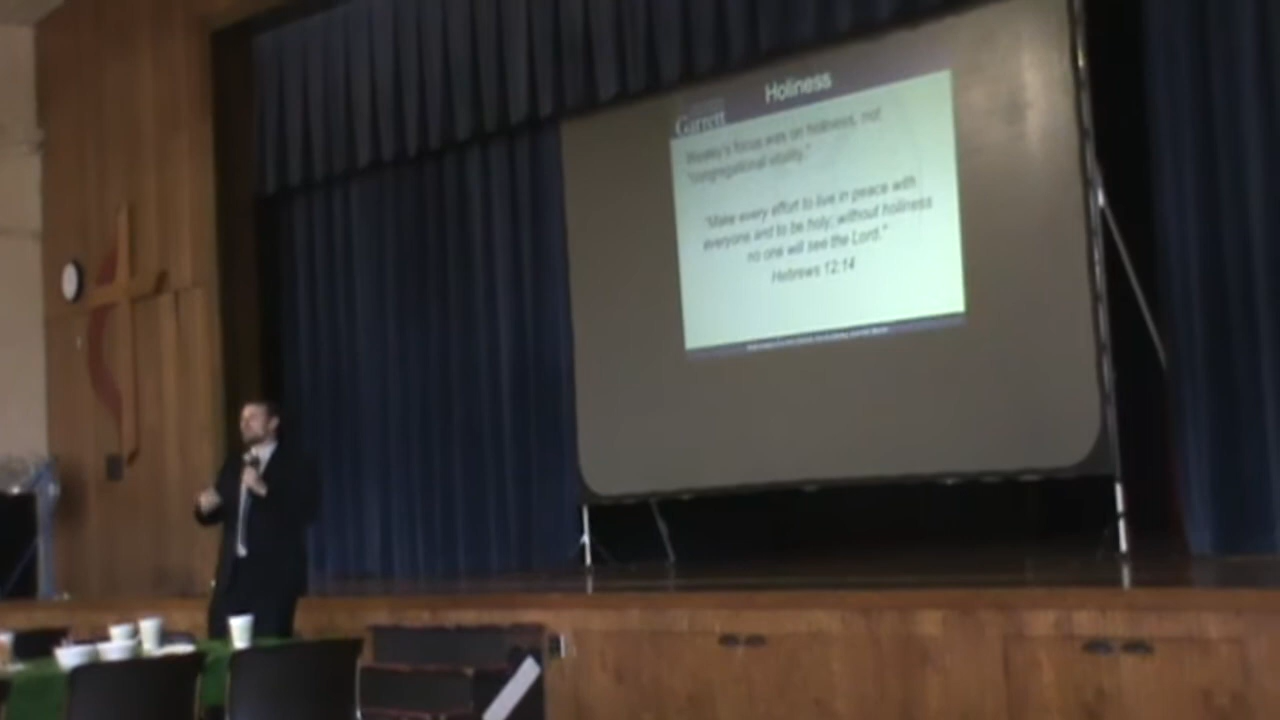 Holiness
Garrett
Wesley's focus was on holiness, not
"congregational vitality."
"Make every effort to live in peace with
everyone and to be holy; without holiness
no one will see the Lord."
Hebrews 12:14